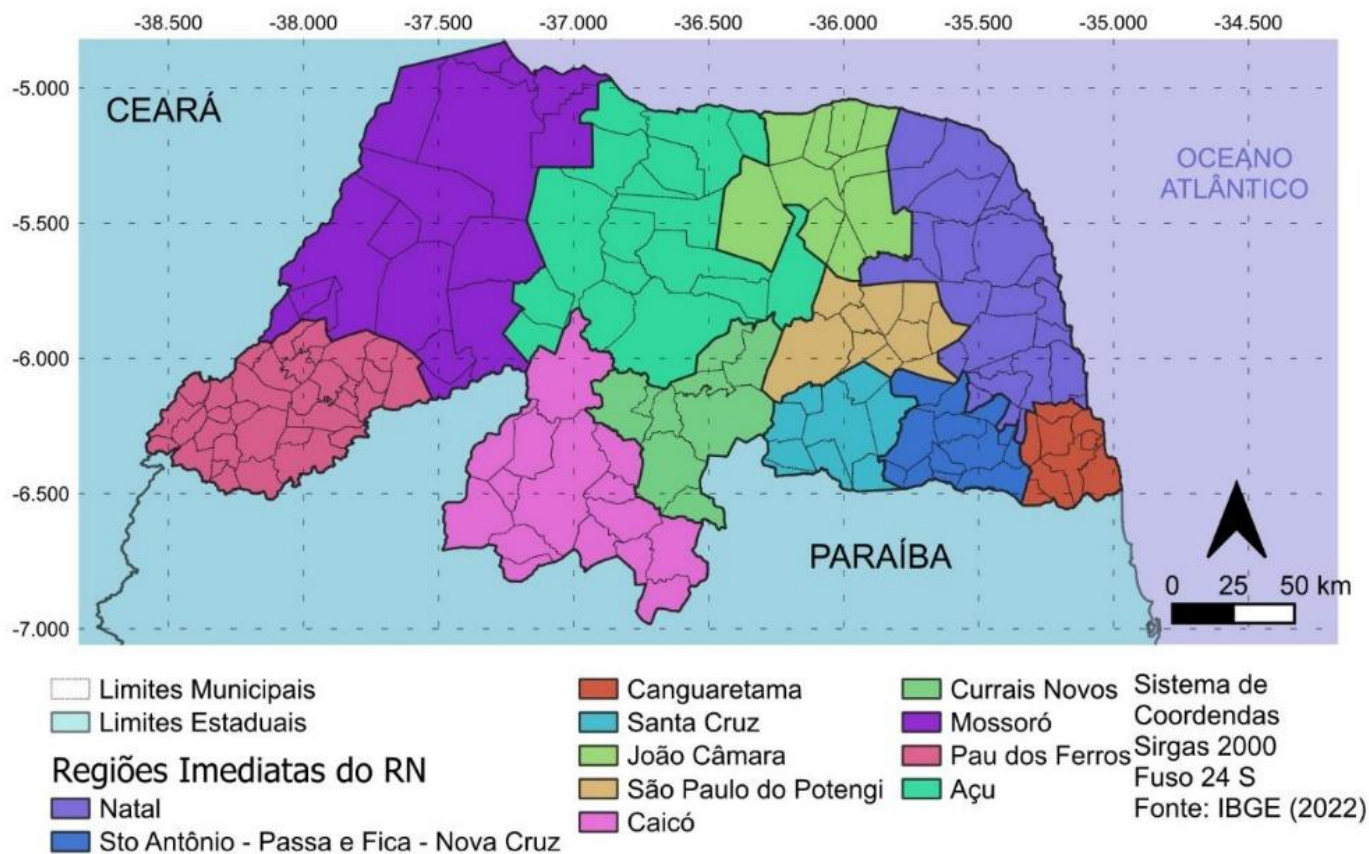 -38.500 -38.000 -37.500 -37.000 -36.500 -36.000 -35.500 -35.000 -34.500
-5.000
CEARÁ
OCEANO
ATLÂNTICO
-5.500
-6.000
-6.500
PARAÍBA
0 25 50 km
-7.000
Limites Municipais
Limites Estaduais
Regiões Imediatas do RN
Natal
Sto Antônio - Passa e Fica - Nova Cruz
Canguaretama
Santa Cruz
João Câmara
São Paulo do Potengi
Caicó
Currais Novos
Mossoró
Pau dos Ferros
Açu
Sistema de
Coordendas
Sirgas 2000
Fuso 24 S
Fonte: IBGE (2022)